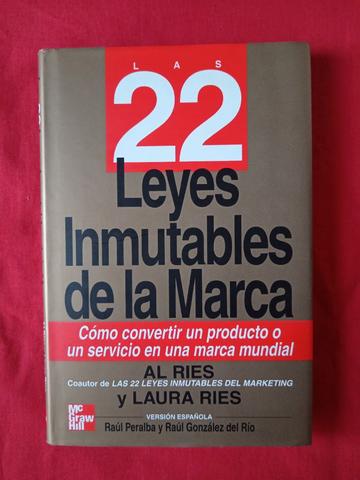 LAS
22
Leyes
Inmutables
de la Marca
Cómo convertir un producto o
un servicio en una marca mundial
AL RIES
Coautor de LAS 22 LEYES INMUTABLES DEL MARKETING
y LAURA RIES
VERSIÓN ESPAÑOLA
Raúl Peralba y Raúl González del Río
Mc
Graw
Hill
22